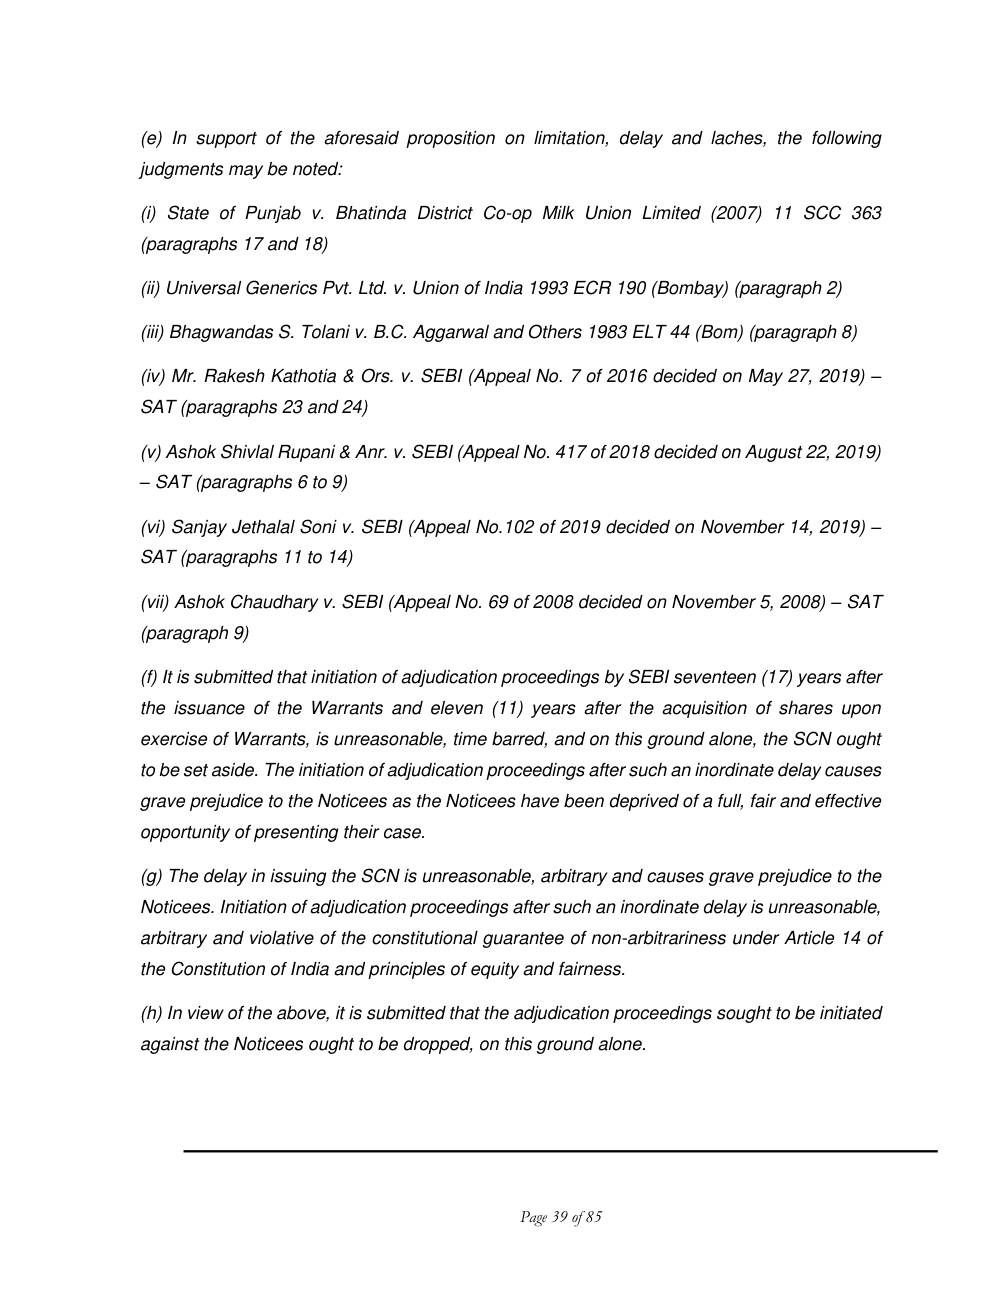 (e) In support of the aforesaid proposition on limitation, delay and laches, the following
judgments may be noted:
(i) State of Punjab v. Bhatinda District Co-op Milk Union Limited (2007) 11 SCC 363
(paragraphs 17 and 18)
(ii) Universal Generics Pvt. Ltd. v. Union of India 1993 ECR 190 (Bombay) (paragraph 2)
(iii) Bhagwandas S. Tolani v. B.C. Aggarwal and Others 1983 ELT 44 (Bom) (paragraph 8)
(iv) Mr. Rakesh Kathotia & Ors. v. SEBI (Appeal No. 7 of 2016 decided on May 27, 2019) –
SAT (paragraphs 23 and 24)
(v) Ashok Shivlal Rupani & Anr. v. SEBI (Appeal No. 417 of 2018 decided on August 22, 2019)
– SAT (paragraphs 6 to 9)
(vi) Sanjay Jethalal Soni v. SEBI (Appeal No.102 of 2019 decided on November 14, 2019) –
SAT (paragraphs 11 to 14)
(vii) Ashok Chaudhary v. SEBI (Appeal No. 69 of 2008 decided on November 5, 2008) – SAT
(paragraph 9)
(f) It is submitted that initiation of adjudication proceedings by SEBI seventeen (17) years after
the issuance of the Warrants and eleven (11) years after the acquisition of shares upon
exercise of Warrants, is unreasonable, time barred, and on this ground alone, the SCN ought
to be set aside. The initiation of adjudication proceedings after such an inordinate delay causes
grave prejudice to the Noticees as the Noticees have been deprived of a full, fair and effective
opportunity of presenting their case.
(g) The delay in issuing the SCN is unreasonable, arbitrary and causes grave prejudice to the
Noticees. Initiation of adjudication proceedings after such an inordinate delay is unreasonable,
arbitrary and violative of the constitutional guarantee of non-arbitrariness under Article 14 of
the Constitution of India and principles of equity and fairness.
(h) In view of the above, it is submitted that the adjudication proceedings sought to be initiated
against the Noticees ought to be dropped, on this ground alone.
Page 39 of 85